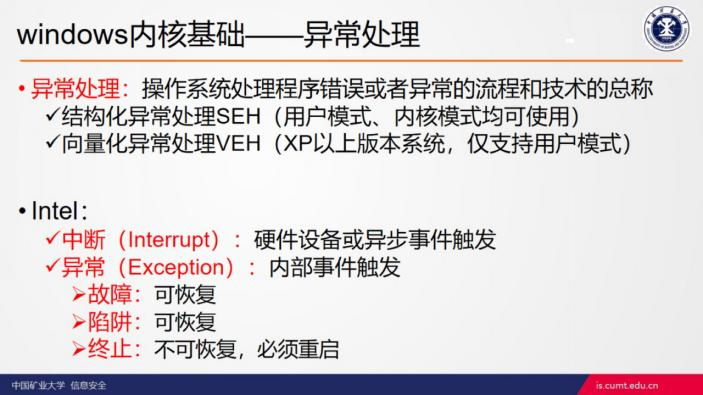 windows内核基础——异常处理
•异常处理：操作系统处理程序错误或者异常的流程和技术的总称
✓结构化异常处理SEH（用户模式、内核模式均可使用）
✓向量化异常处理VEH（XP以上版本系统，仅支持用户模式）
•Intel：
✓中断（Interrupt）：硬件设备或异步事件触发
✓异常（Exception）：内部事件触发
➢故障：可恢复
➢陷阱：可恢复
➢终止：不可恢复，必须重启
中国矿业大学 信息安全
is.cumt.edu.cn